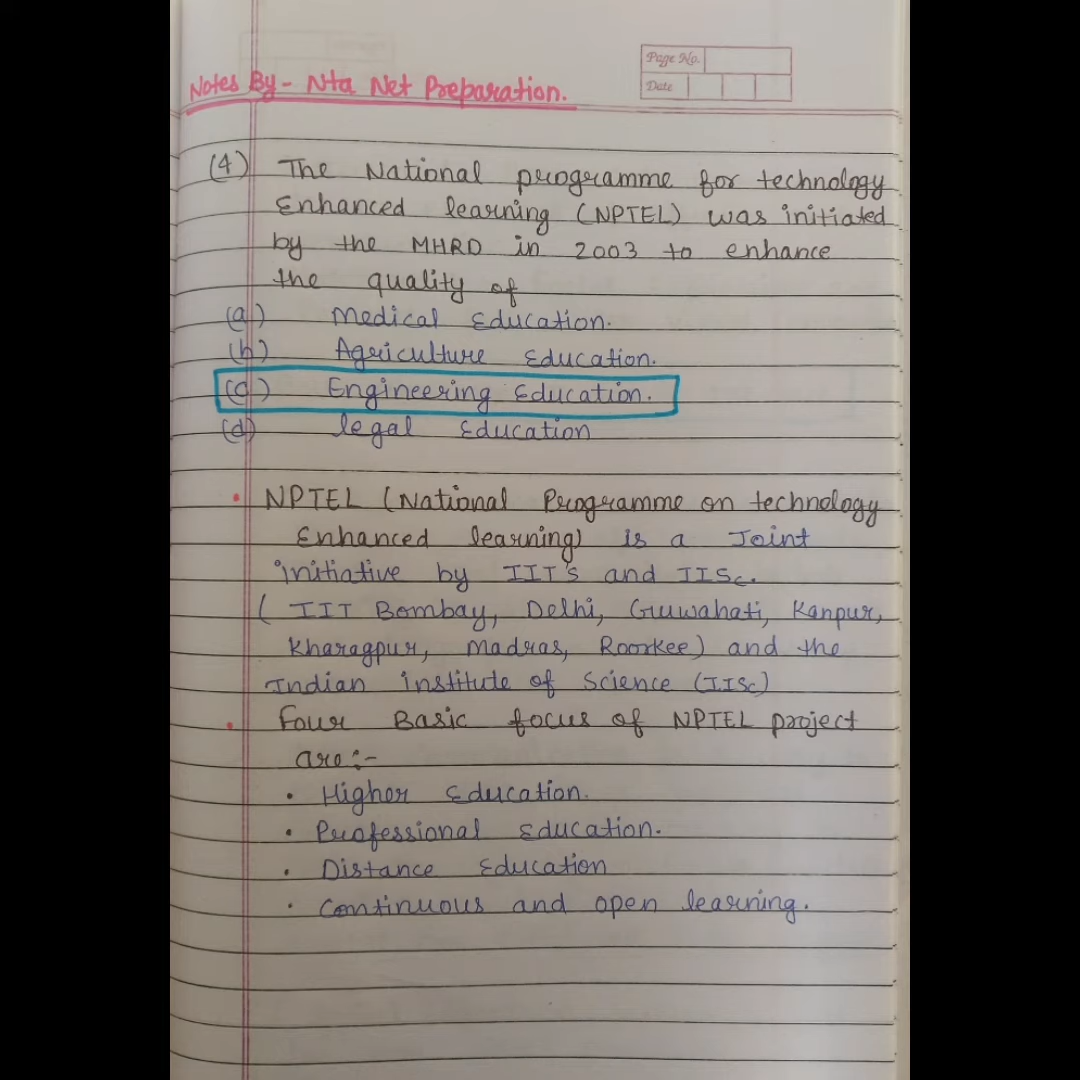 Page No.
Date
Notes By - Nta Net Preparation.
(4) The National programme for technology
Enhanced learning (NPTEL) was initiated
by the MHRD in 2003 to enhance
the quality of
(a) Medical Education.
(b) Agriculture Education.
(c) Engineering Education.
(d) legal Education
• NPTEL (National Programme on technology
Enhanced learning) is a Joint
initiative by IIT's and IISc.
( IIT Bombay, Delhi, Guwahati, Kanpur,
Kharagpur, Madras, Roorkee) and the
Indian institute of Science (IISc)
• Four Basic focus of NPTEL project
are:-
• Higher Education.
• Professional Education.
• Distance Education
• Continuous and open learning.